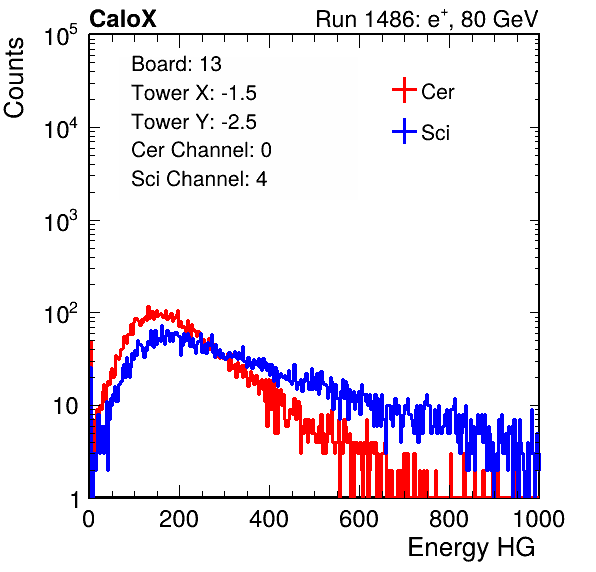 CaloX Run 1486: e⁺, 80 GeV
Counts
Board: 13
Tower X: -1.5
Tower Y: -2.5
Cer Channel: 0
Sci Channel: 4
Cer
Sci
10⁵
10⁴
10³
10²
10
1
0 200 400 600 800 1000
Energy HG